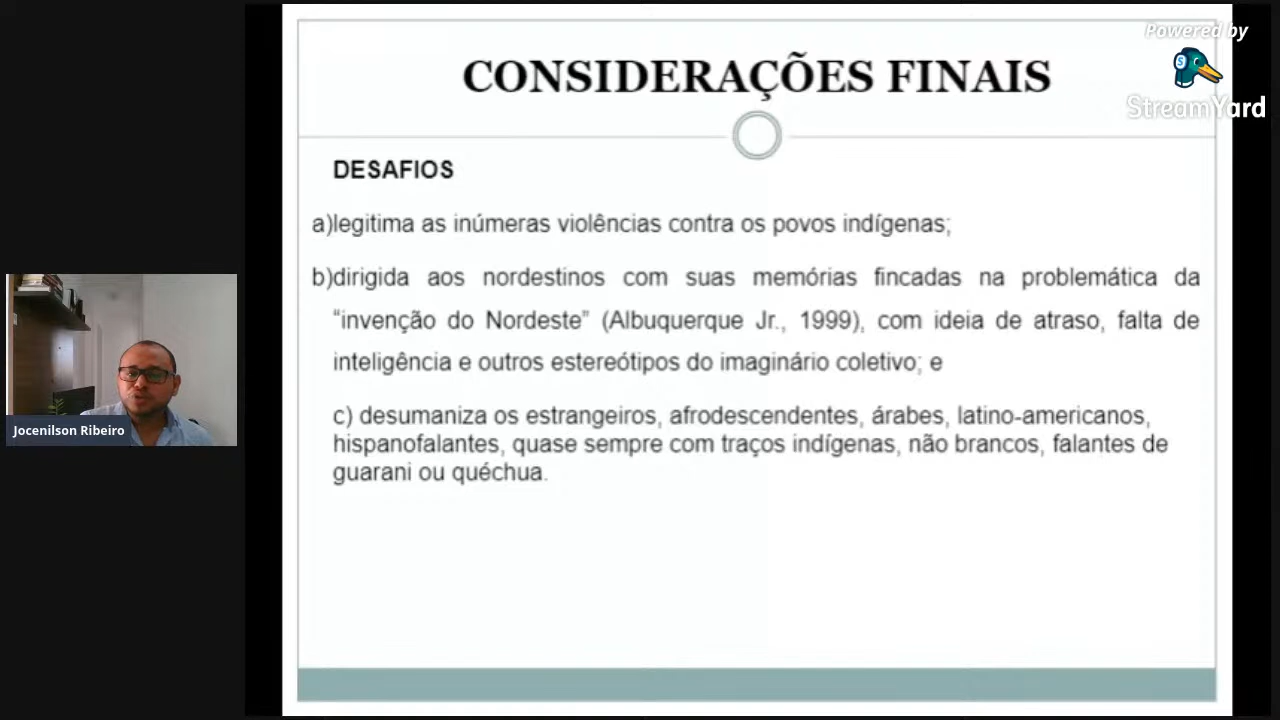 CONSIDERAÇÕES FINAIS
Powered by
StreamYard
DESAFIOS
a)legitima as inúmeras violências contra os povos indígenas;
b)dirigida aos nordestinos com suas memórias fincadas na problemática da
“invenção do Nordeste” (Albuquerque Jr., 1999), com ideia de atraso, falta de
inteligência e outros estereótipos do imaginário coletivo; e
c) desumaniza os estrangeiros, afrodescendentes, árabes, latino-americanos,
hispanofalantes, quase sempre com traços indígenas, não brancos, falantes de
guarani ou quéchua.
Jocenilson Ribeiro